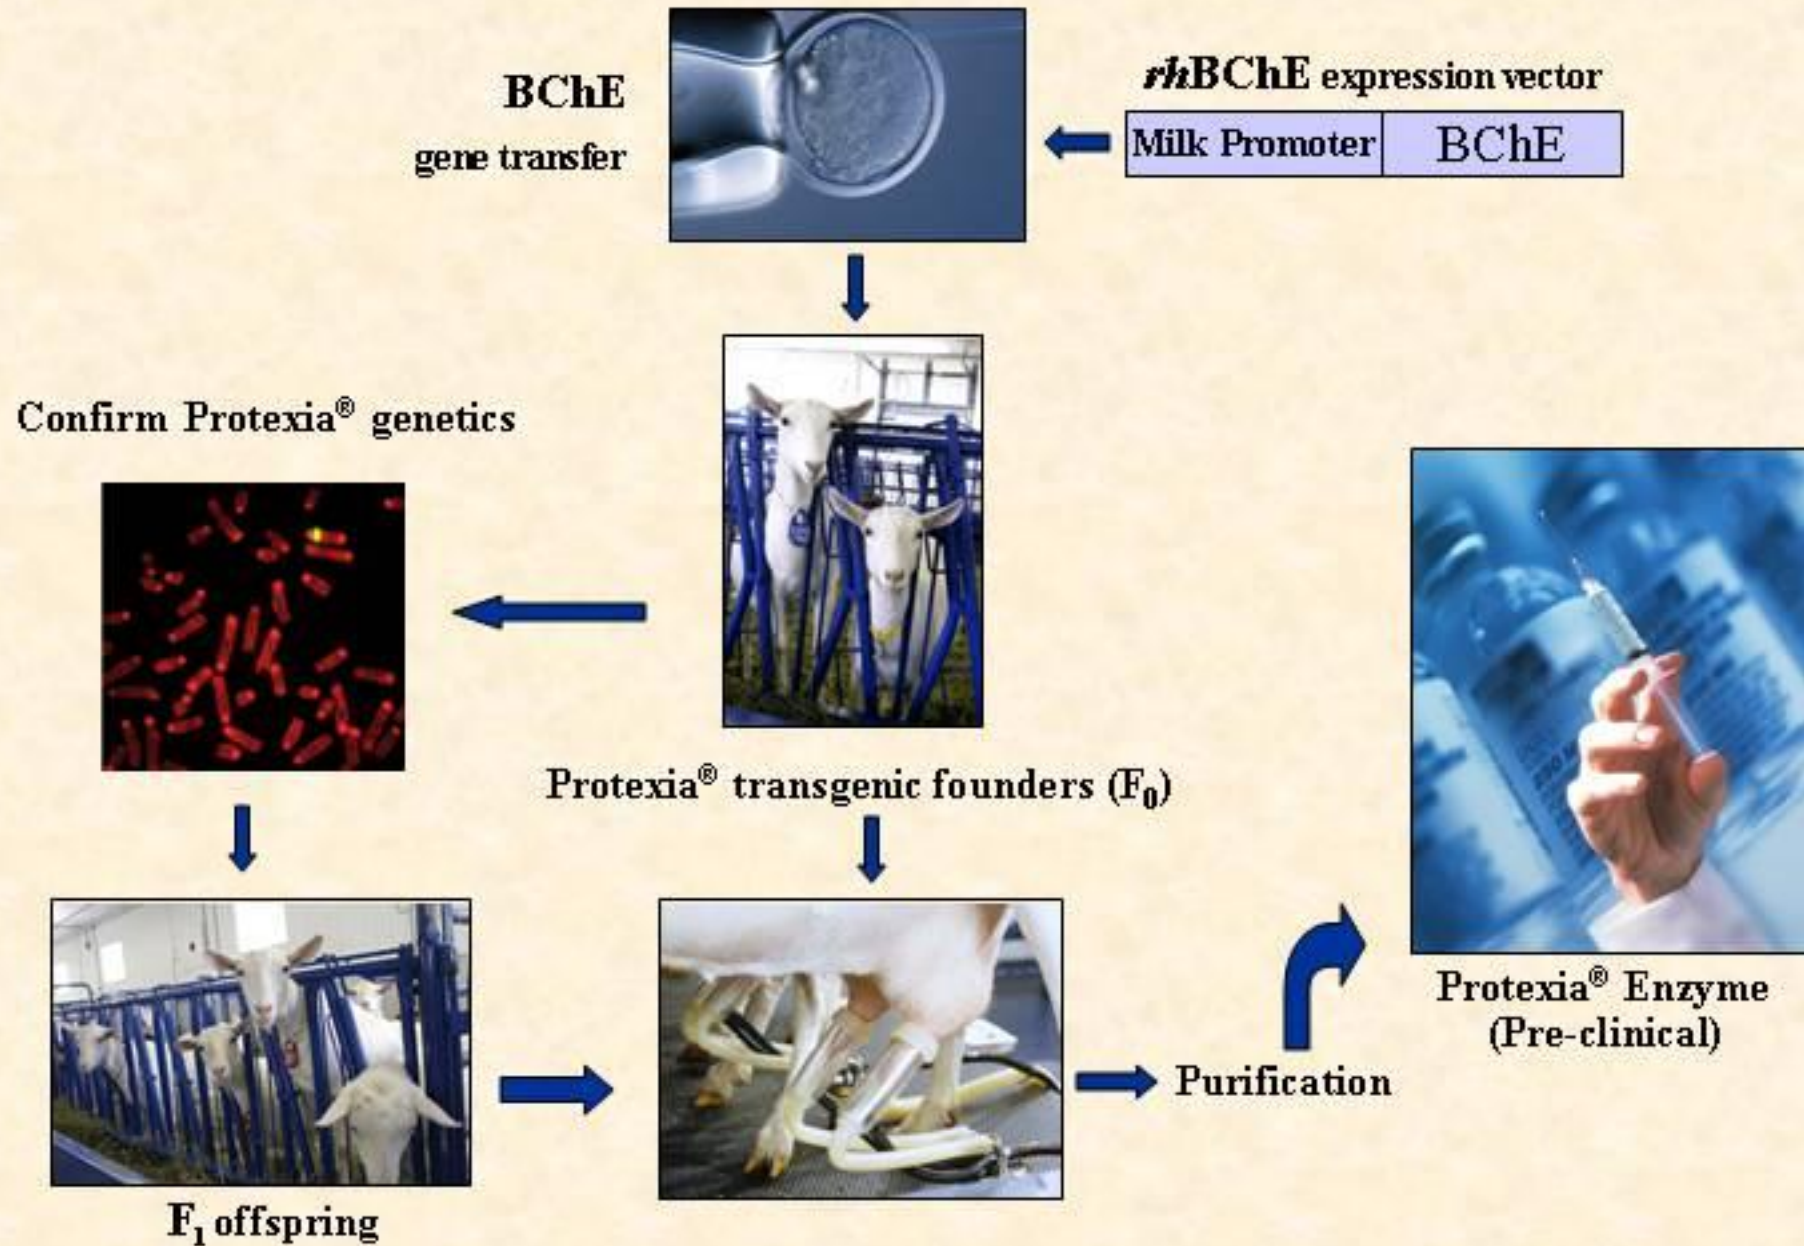 BChE
gene transfer
rhBChE expression vector
Milk Promoter
BChE
Confirm Protexia® genetics
Protexia® transgenic founders (F₀)
Protexia® Enzyme
(Pre-clinical)
Purification
F₁ offspring